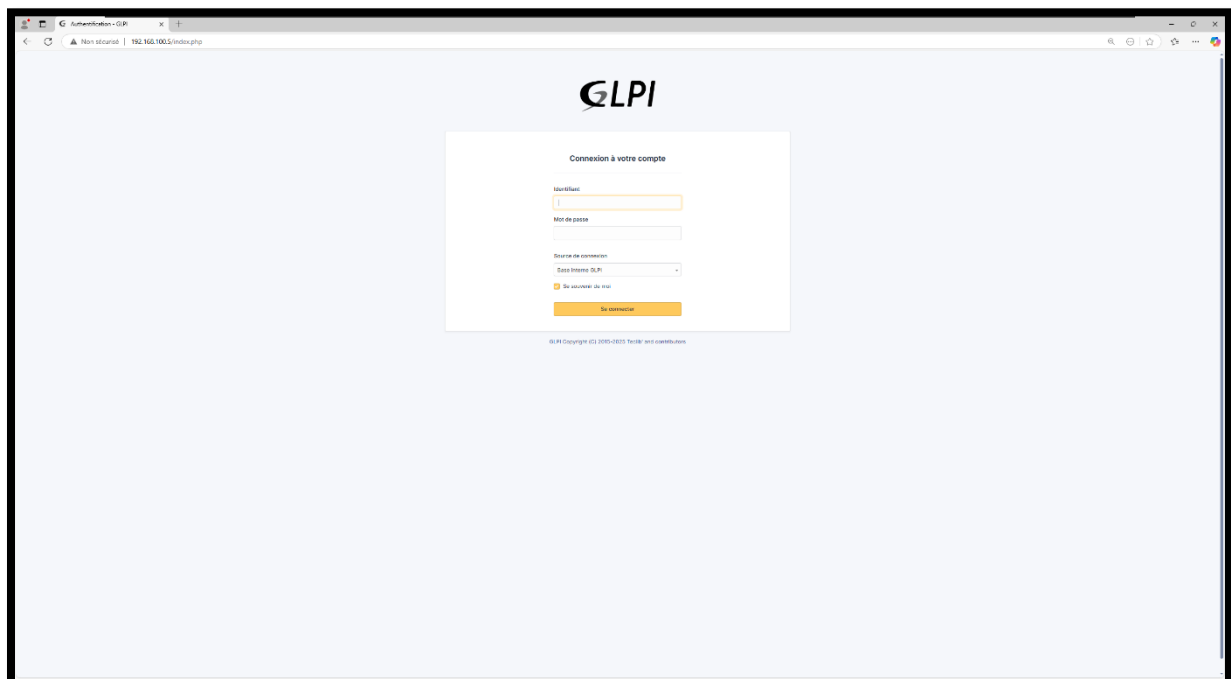 Authentification - GLPI
Non sécurisé | 192.168.100.5/index.php
GLPI
Connexion à votre compte
Identifiant
Mot de passe
Source de connexion
Base interne GLPI
Se souvenir de moi
Se connecter
GLPI Copyright (C) 2015-2025 Teclib' and contributors